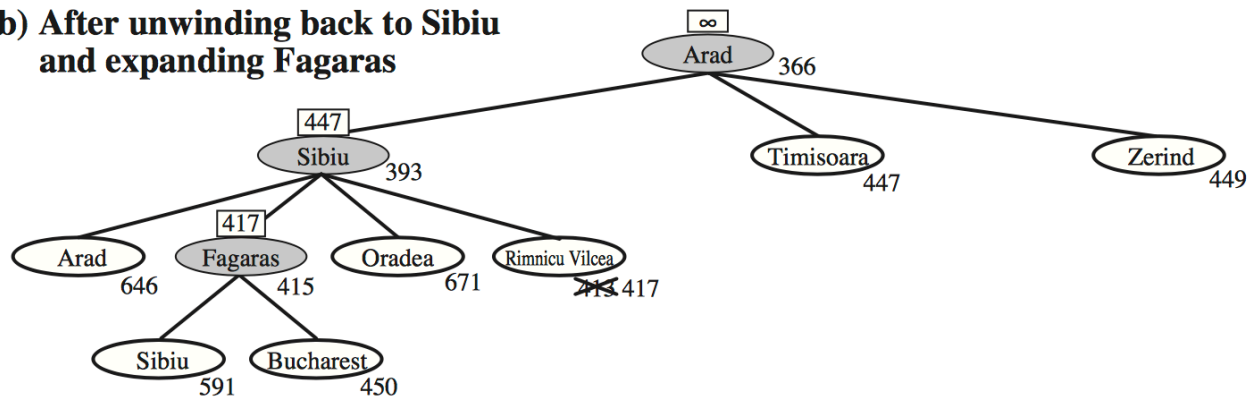 b) After unwinding back to Sibiu
and expanding Fagaras
∞
Arad
366
447
Sibiu
393
Timisoara
447
Zerind
449
Arad
646
417
Fagaras
415
Oradea
671
Rimnicu Vilcea
413 417
Sibiu
591
Bucharest
450